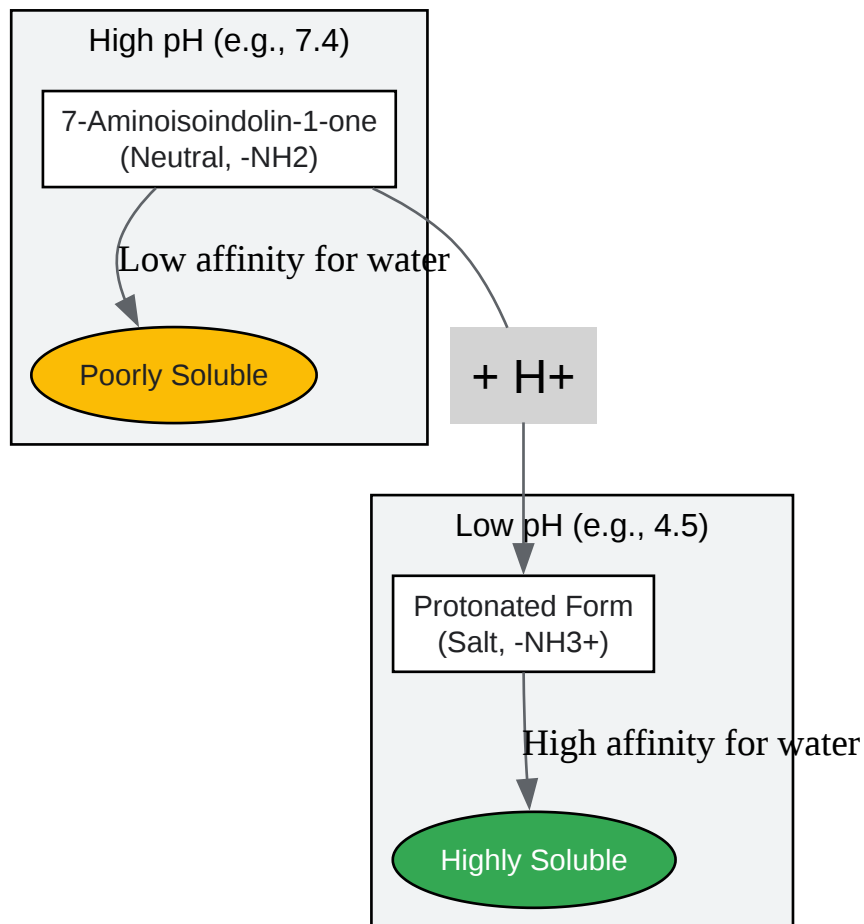 High pH (e.g., 7.4)
7-Aminoisoindolin-1-one
(Neutral, -NH2)
Low affinity for water
Poorly Soluble
+ H+
Low pH (e.g., 4.5)
Protonated Form
(Salt, -NH3+)
High affinity for water
Highly Soluble